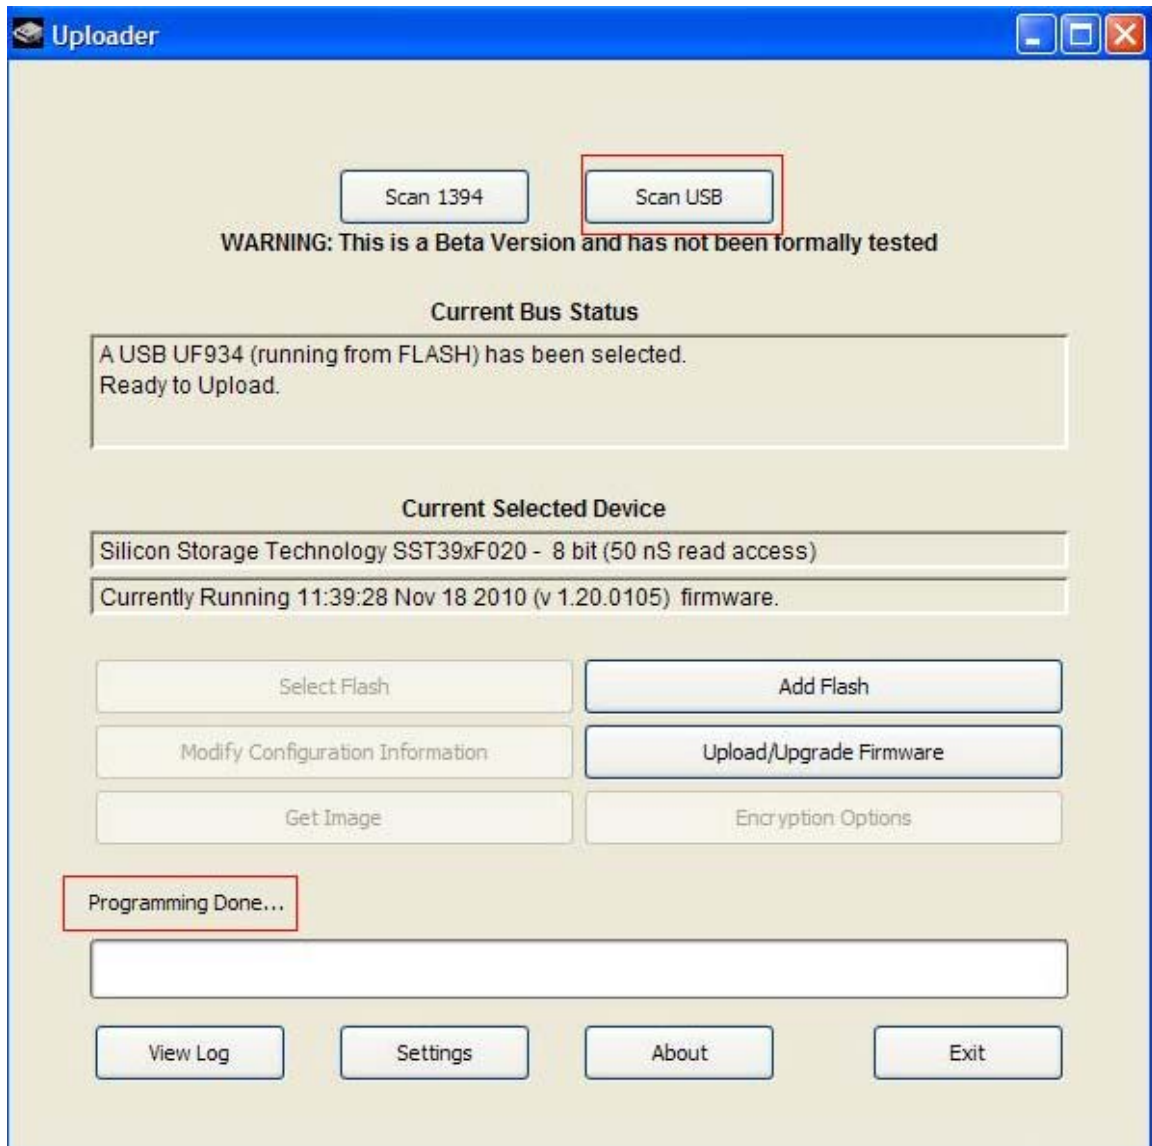 Uploader
Scan 1394
Scan USB
WARNING: This is a Beta Version and has not been formally tested
Current Bus Status
A USB UF934 (running from FLASH) has been selected.
Ready to Upload.
Current Selected Device
Silicon Storage Technology SST39xF020 - 8 bit (50 nS read access)
Currently Running 11:39:28 Nov 18 2010 (v 1.20.0105) firmware.
Select Flash
Add Flash
Modify Configuration Information
Upload/Upgrade Firmware
Get Image
Encryption Options
Programming Done...
View Log
Settings
About
Exit